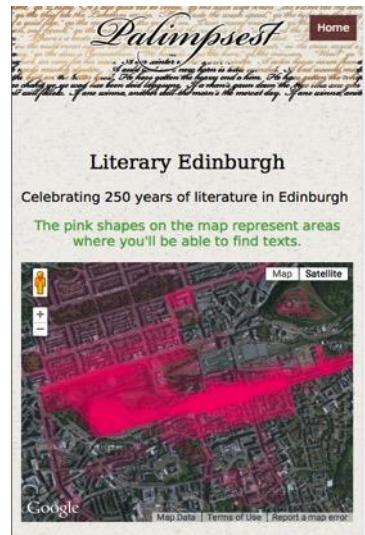 Palimpsest
Home
Literary Edinburgh
Celebrating 250 years of literature in Edinburgh
The pink shapes on the map represent areas
where you'll be able to find texts.
Map
Satellite
+
−
Google
Map Data
Terms of Use
Report a map error